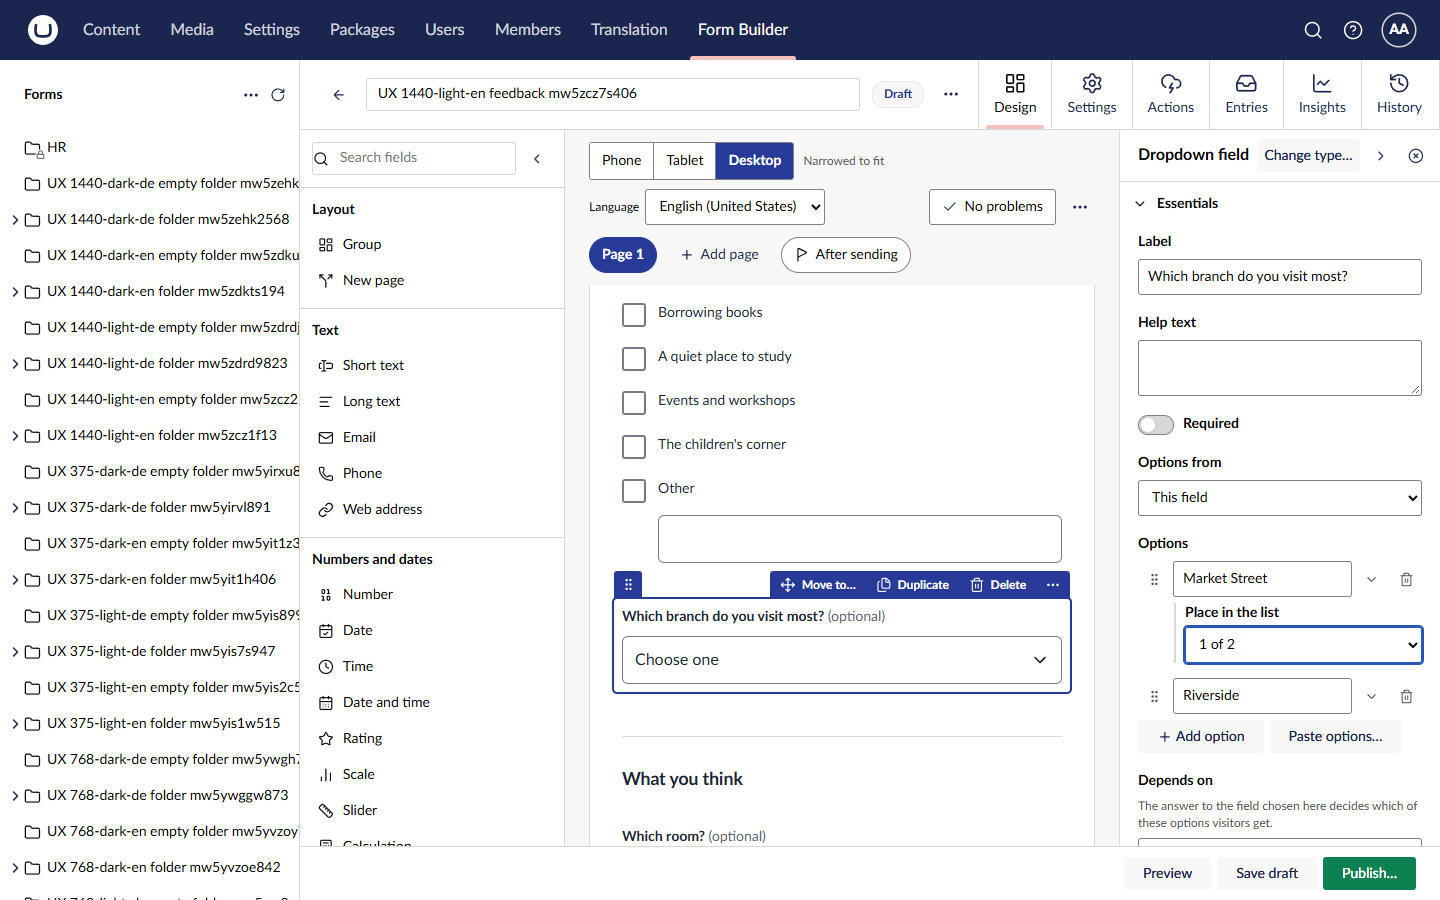 Content
Media
Settings
Packages
Users
Members
Translation
Form Builder
AA
Forms
HR
UX 1440-dark-de empty folder mw5zehk
UX 1440-dark-de folder mw5zehk2568
UX 1440-dark-en empty folder mw5zdku
UX 1440-dark-en folder mw5zdkts194
UX 1440-light-de empty folder mw5zdrdj
UX 1440-light-de folder mw5zdrd9823
UX 1440-light-en empty folder mw5zcz2
UX 1440-light-en folder mw5zcz1f13
UX 375-dark-de empty folder mw5yirxu8
UX 375-dark-de folder mw5yirvl891
UX 375-dark-en empty folder mw5yit1z3
UX 375-dark-en folder mw5yit1h406
UX 375-light-de empty folder mw5yis899
UX 375-light-de folder mw5yis7s947
UX 375-light-en empty folder mw5yis2c5
UX 375-light-en folder mw5yis1w515
UX 768-dark-de empty folder mw5ywgh7
UX 768-dark-de folder mw5ywggw873
UX 768-dark-en empty folder mw5yvzoy
UX 768-dark-en folder mw5yvzoe842
UX 1440-light-en feedback mw5zcz7s406
Draft
Design
Settings
Actions
Entries
Insights
History
Search fields
Layout
Group
New page
Text
Short text
Long text
Email
Phone
Web address
Numbers and dates
Number
Date
Time
Date and time
Rating
Scale
Slider
Calculation
Phone
Tablet
Desktop
Narrowed to fit
Language
English (United States)
No problems
Page 1
Add page
After sending
Borrowing books
A quiet place to study
Events and workshops
The children's corner
Other
Move to...
Duplicate
Delete
Which branch do you visit most? (optional)
Choose one
What you think
Which room? (optional)
Dropdown field
Change type...
Essentials
Label
Which branch do you visit most?
Help text
Required
Options from
This field
Options
Market Street
Place in the list
1 of 2
Riverside
Add option
Paste options...
Depends on
The answer to the field chosen here decides which of
these options visitors get.
Preview
Save draft
Publish...